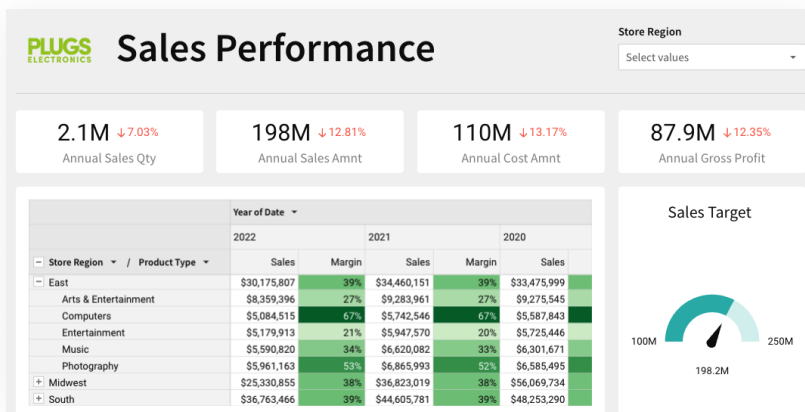 PLUGS
ELECTRONICS
Sales Performance
Store Region
Select values
2.1M ↓7.03%
Annual Sales Qty
198M ↓12.81%
Annual Sales Amnt
110M ↓13.17%
Annual Cost Amnt
87.9M ↓12.35%
Annual Gross Profit
Year of Date
2022 2021 2020
Store Region / Product Type Sales Margin Sales Margin Sales
East $30,175,807 39% $34,460,151 39% $33,475,999
Arts & Entertainment $8,359,396 27% $9,283,961 27% $9,275,545
Computers $5,084,515 67% $5,742,546 67% $5,587,843
Entertainment $5,179,913 21% $5,947,570 20% $5,725,446
Music $5,590,820 34% $6,620,082 33% $6,301,671
Photography $5,961,163 53% $6,865,993 52% $6,585,495
Midwest $25,330,855 38% $36,823,019 38% $56,069,734
South $36,763,466 39% $44,605,781 39% $48,253,290
Sales Target
100M 250M
198.2M